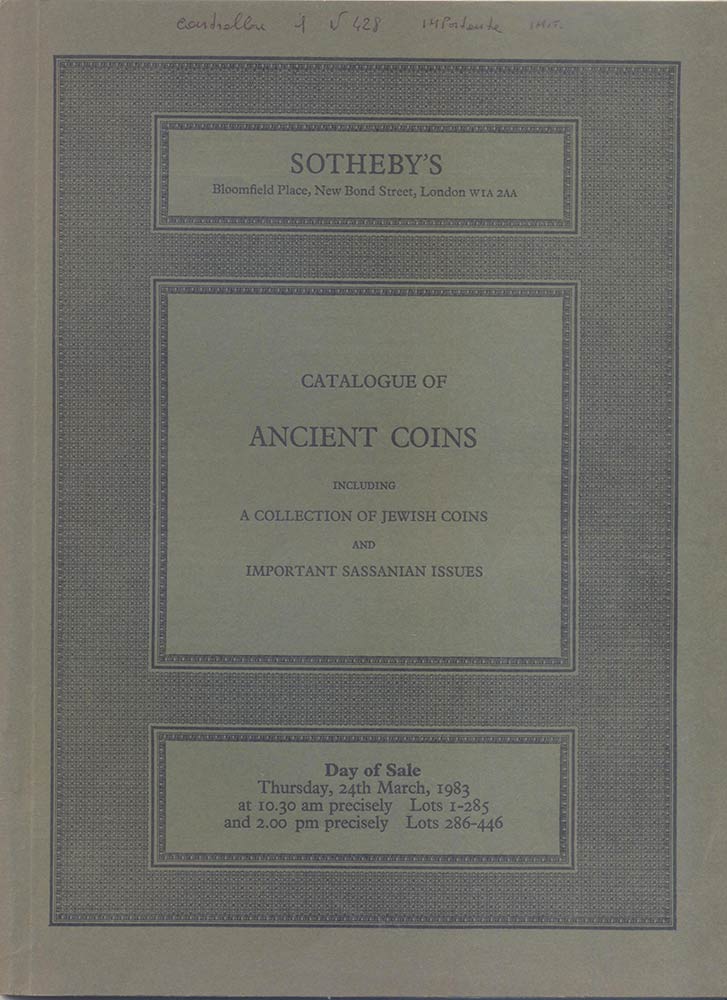 N 428 importante
SOTHEBY'S
Bloomfield Place, New Bond Street, London W1A 2AA
CATALOGUE OF
ANCIENT COINS
INCLUDING
A COLLECTION OF JEWISH COINS
AND
IMPORTANT SASSANIAN ISSUES
Day of Sale
Thursday, 24th March, 1983
at 10.30 am precisely Lots 1-285
and 2.00 pm precisely Lots 286-446